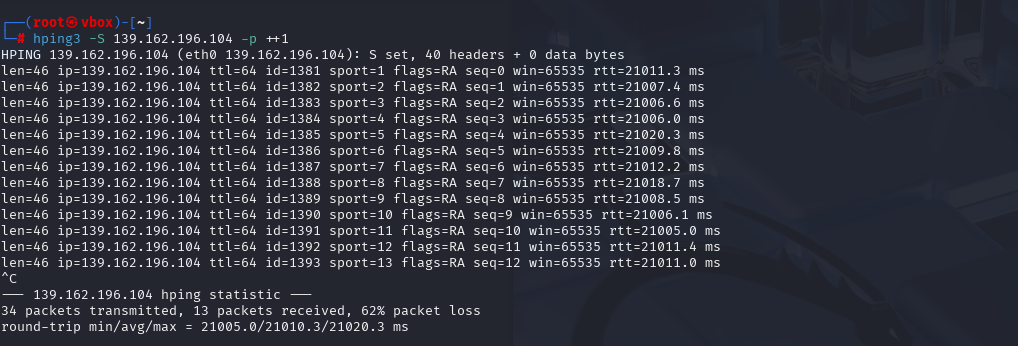 ┌──(root㉿vbox)-[~]
└─# hping3 -S 139.162.196.104 -p ++1
HPING 139.162.196.104 (eth0 139.162.196.104): S set, 40 headers + 0 data bytes
len=46 ip=139.162.196.104 ttl=64 id=1381 sport=1 flags=RA seq=0 win=65535 rtt=21011.3 ms
len=46 ip=139.162.196.104 ttl=64 id=1382 sport=2 flags=RA seq=1 win=65535 rtt=21007.4 ms
len=46 ip=139.162.196.104 ttl=64 id=1383 sport=3 flags=RA seq=2 win=65535 rtt=21006.6 ms
len=46 ip=139.162.196.104 ttl=64 id=1384 sport=4 flags=RA seq=3 win=65535 rtt=21006.0 ms
len=46 ip=139.162.196.104 ttl=64 id=1385 sport=5 flags=RA seq=4 win=65535 rtt=21020.3 ms
len=46 ip=139.162.196.104 ttl=64 id=1386 sport=6 flags=RA seq=5 win=65535 rtt=21009.8 ms
len=46 ip=139.162.196.104 ttl=64 id=1387 sport=7 flags=RA seq=6 win=65535 rtt=21012.2 ms
len=46 ip=139.162.196.104 ttl=64 id=1388 sport=8 flags=RA seq=7 win=65535 rtt=21018.7 ms
len=46 ip=139.162.196.104 ttl=64 id=1389 sport=9 flags=RA seq=8 win=65535 rtt=21008.5 ms
len=46 ip=139.162.196.104 ttl=64 id=1390 sport=10 flags=RA seq=9 win=65535 rtt=21006.1 ms
len=46 ip=139.162.196.104 ttl=64 id=1391 sport=11 flags=RA seq=10 win=65535 rtt=21005.0 ms
len=46 ip=139.162.196.104 ttl=64 id=1392 sport=12 flags=RA seq=11 win=65535 rtt=21011.4 ms
len=46 ip=139.162.196.104 ttl=64 id=1393 sport=13 flags=RA seq=12 win=65535 rtt=21011.0 ms
^C
--- 139.162.196.104 hping statistic ---
34 packets transmitted, 13 packets received, 62% packet loss
round-trip min/avg/max = 21005.0/21010.3/21020.3 ms